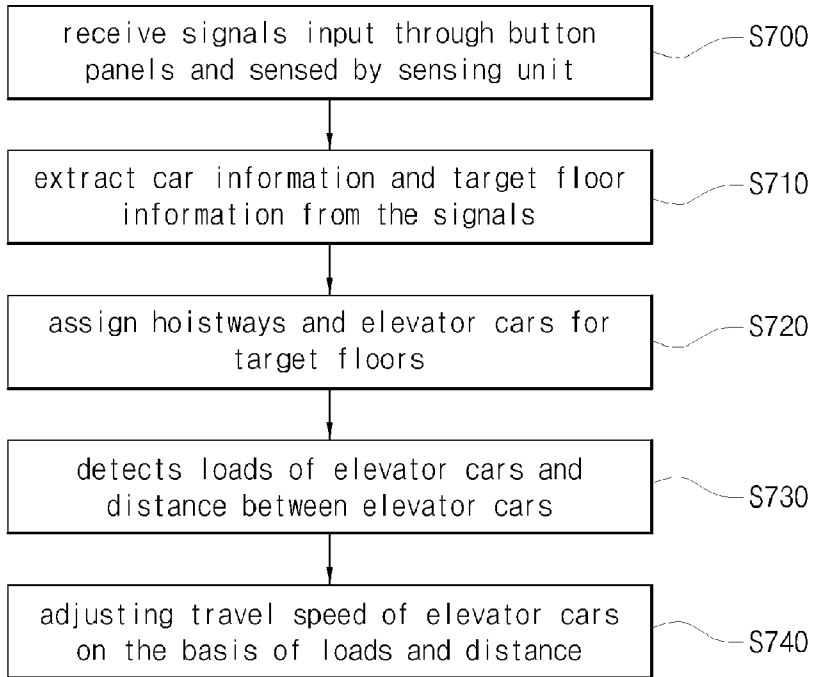 receive signals input through button
panels and sensed by sensing unit
S700
extract car information and target floor
information from the signals
S710
assign hoistways and elevator cars for
target floors
S720
detects loads of elevator cars and
distance between elevator cars
S730
adjusting travel speed of elevator cars
on the basis of loads and distance
S740